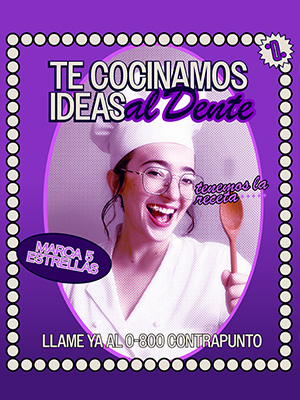 TE COCINAMOS
IDEAS al Dente
tenemos la
receta
MARCA 5
ESTRELLAS
LLAME YA AL 0-800 CONTRAPUNTO